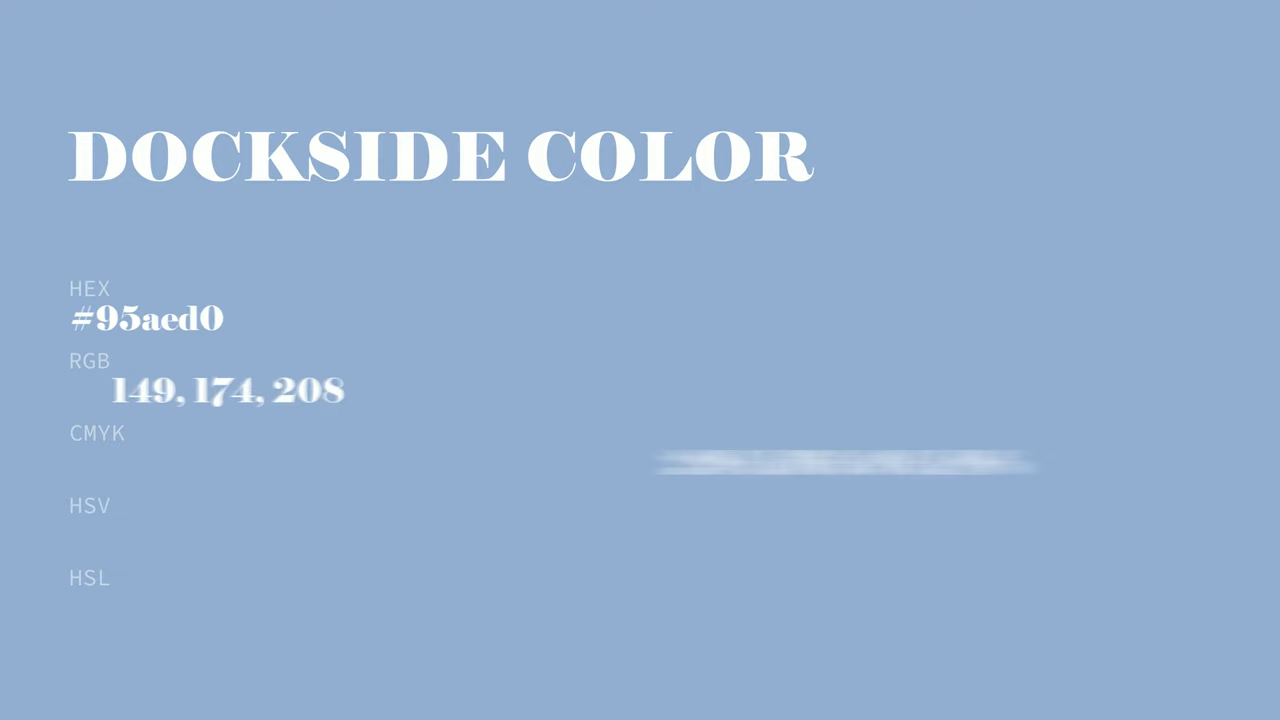 DOCKSIDE COLOR
HEX
#95aed0
RGB
149, 174, 208
CMYK
HSV
HSL